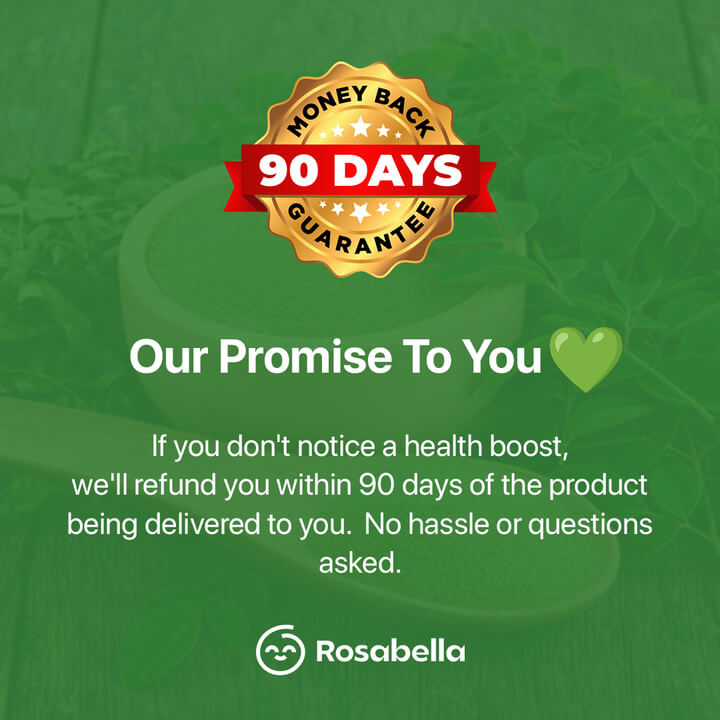 MONEY BACK
90 DAYS
GUARANTEE
Our Promise To You
If you don't notice a health boost,
we'll refund you within 90 days of the product
being delivered to you.  No hassle or questions
asked.
Rosabella